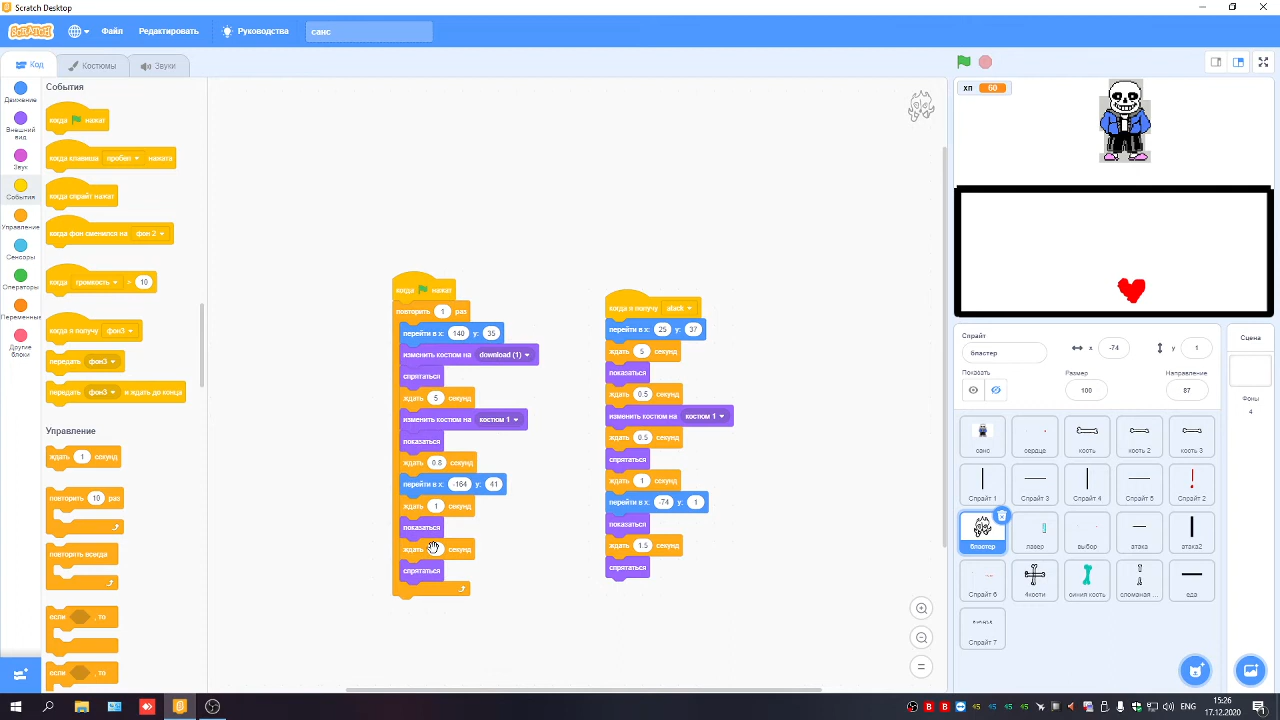 Scratch Desktop
SCRATCH
Файл
Редактировать
Руководства
санс
Код
Костюмы
Звуки
Движение
Внешний вид
Звук
События
Управление
Сенсоры
Операторы
Переменные
Другие блоки
События
когда нажат
когда клавиша пробел нажата
когда спрайт нажат
когда фон сменился на фон 2
когда громкость > 10
когда я получу фон3
передать фон3
передать фон3 и ждать до конца
Управление
ждать 1 секунд
повторить 10 раз
повторять всегда
если , то
если , то
когда нажат
повторить 1 раз
перейти в x: 140 y: 35
изменить костюм на download (1)
спрятаться
ждать 5 секунд
изменить костюм на костюм 1
показаться
ждать 0.8 секунд
перейти в x: -164 y: 41
ждать 1 секунд
показаться
ждать секунд
спрятаться
когда я получу atack
перейти в x: 25 y: 37
ждать 5 секунд
показаться
ждать 0.5 секунд
изменить костюм на костюм 1
ждать 0.5 секунд
спрятаться
ждать 1 секунд
перейти в x: -74 y: 1
показаться
ждать 1.5 секунд
спрятаться
хп 60
Спрайт
бластер
x -74
y 1
Показать
Размер
100
Направление
87
санс
сердце
кость
кость 2
кость 3
Спрайт 1
Спрайт 3
Спрайт 4
Спрайт 5
Спрайт 2
бластер
лавер
выбор
атака
атака2
Спрайт 6
4кости
синия кость
сломаная ...
еда
Спрайт 7
Сцена
Фоны
4
ENG
15:26
17.12.2020